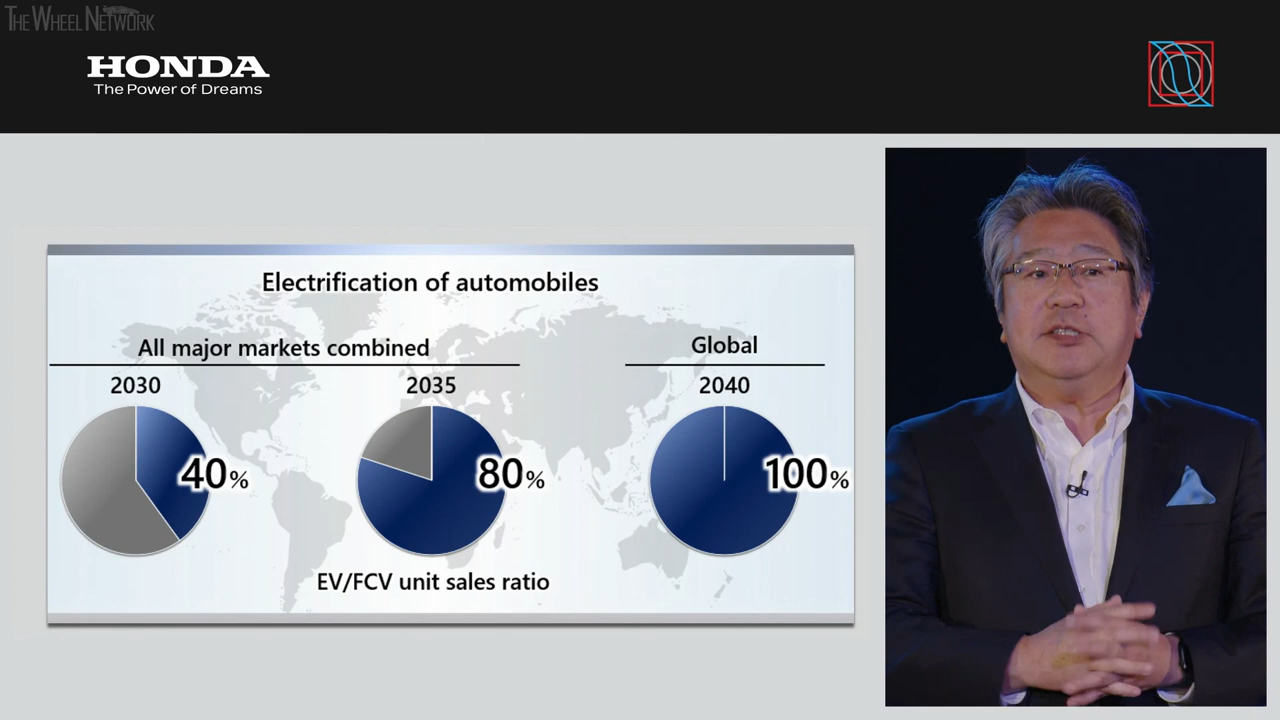 THE WHEEL NETWORK
HONDA
The Power of Dreams
Electrification of automobiles
All major markets combined
Global
2030
2035
2040
40%
80%
100%
EV/FCV unit sales ratio